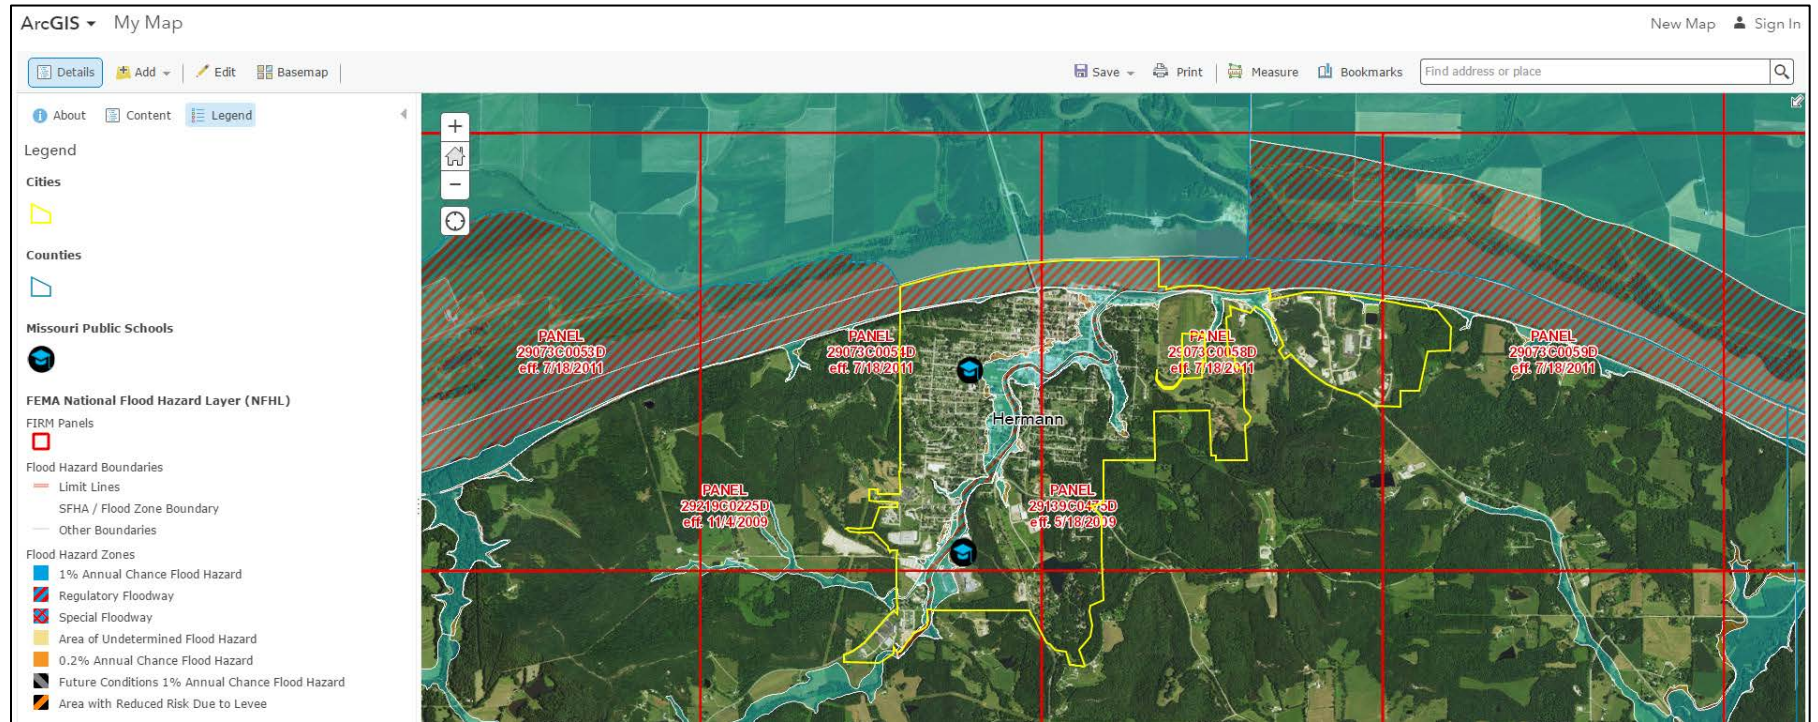 ArcGIS My Map
New Map Sign In
Details Add Edit Basemap
Save Print Measure Bookmarks Find address or place
About Content Legend
Legend
Cities
Counties
Missouri Public Schools
FEMA National Flood Hazard Layer (NFHL)
FIRM Panels
Flood Hazard Boundaries
Limit Lines
SFHA / Flood Zone Boundary
Other Boundaries
Flood Hazard Zones
1% Annual Chance Flood Hazard
Regulatory Floodway
Special Floodway
Area of Undetermined Flood Hazard
0.2% Annual Chance Flood Hazard
Future Conditions 1% Annual Chance Flood Hazard
Area with Reduced Risk Due to Levee
+
−
PANEL
29073C0053D
eff. 7/18/2011
PANEL
29073C0054D
eff. 7/18/2011
PANEL
29073C0058D
eff. 7/18/2011
PANEL
29073C0059D
eff. 7/18/2011
Hermann
PANEL
29219C0225D
eff. 11/4/2009
PANEL
29139C0475D
eff. 5/18/2009